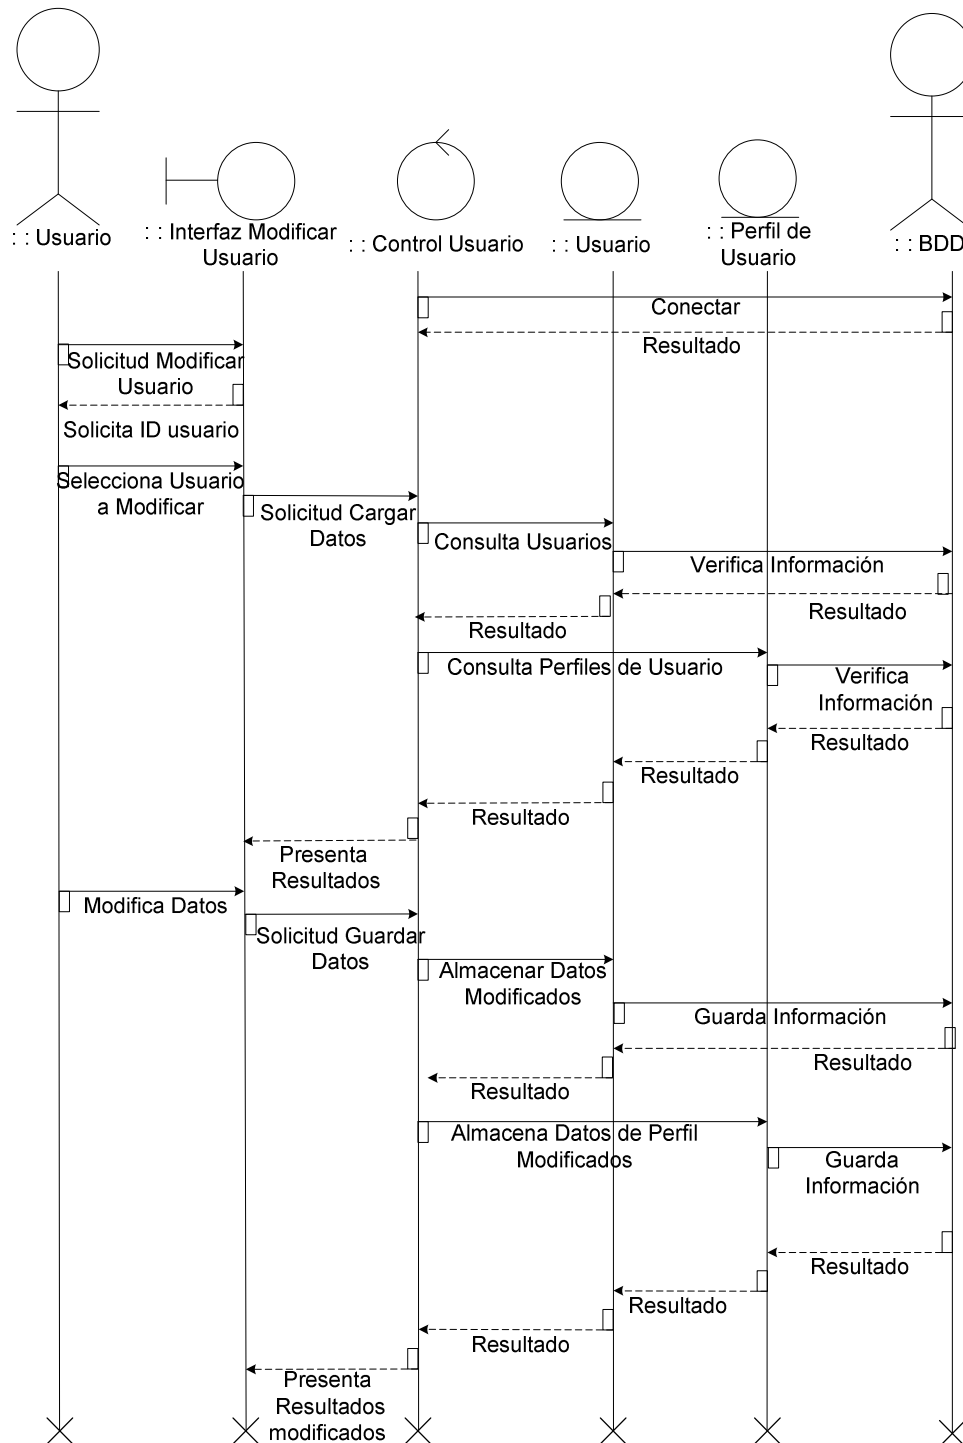 : : Usuario
: : Interfaz Modificar
Usuario
: : Control Usuario
: : Usuario
: : Perfil de
Usuario
: : BDD
Conectar
Resultado
Solicitud Modificar
Usuario
Solicita ID usuario
Selecciona Usuario
a Modificar
Solicitud Cargar
Datos
Consulta Usuarios
Verifica Información
Resultado
Resultado
Consulta Perfiles de Usuario
Verifica
Información
Resultado
Resultado
Resultado
Presenta
Resultados
Modifica Datos
Solicitud Guardar
Datos
Almacenar Datos
Modificados
Guarda Información
Resultado
Resultado
Almacena Datos de Perfil
Modificados
Guarda
Información
Resultado
Resultado
Resultado
Presenta
Resultados
modificados